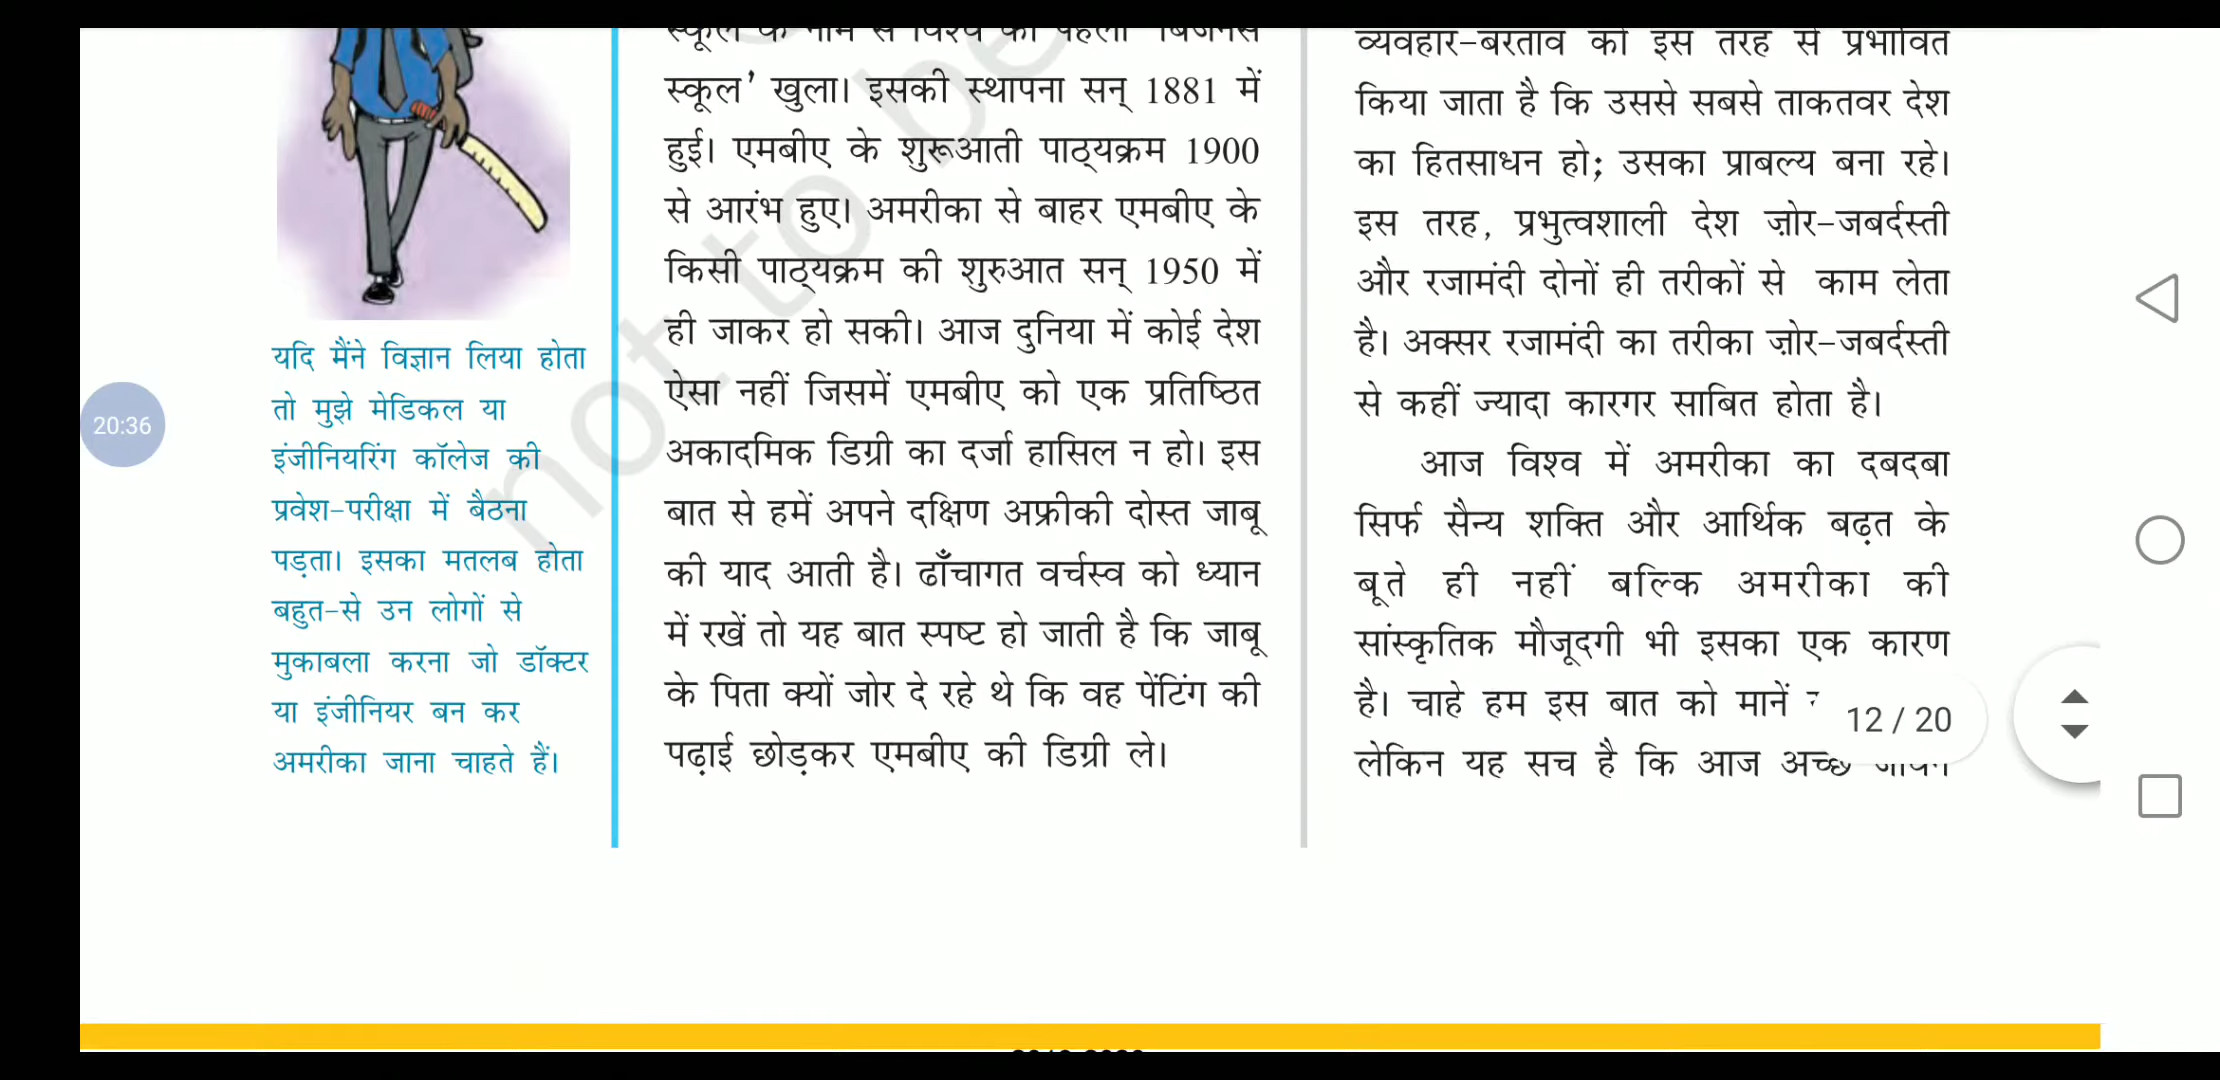 यदि मैंने विज्ञान लिया होता
तो मुझे मेडिकल या
इंजीनियरिंग कॉलेज की
प्रवेश-परीक्षा में बैठना
पड़ता। इसका मतलब होता
बहुत-से उन लोगों से
मुकाबला करना जो डॉक्टर
या इंजीनियर बन कर
अमरीका जाना चाहते हैं।
20:36
स्कूल के नाम से विश्व का पहला 'बिजनेस
स्कूल' खुला। इसकी स्थापना सन् 1881 में
हुई। एमबीए के शुरूआती पाठ्यक्रम 1900
से आरंभ हुए। अमरीका से बाहर एमबीए के
किसी पाठ्यक्रम की शुरुआत सन् 1950 में
ही जाकर हो सकी। आज दुनिया में कोई देश
ऐसा नहीं जिसमें एमबीए को एक प्रतिष्ठित
अकादमिक डिग्री का दर्जा हासिल न हो। इस
बात से हमें अपने दक्षिण अफ्रीकी दोस्त जाबू
की याद आती है। ढाँचागत वर्चस्व को ध्यान
में रखें तो यह बात स्पष्ट हो जाती है कि जाबू
के पिता क्यों जोर दे रहे थे कि वह पेंटिंग की
पढ़ाई छोड़कर एमबीए की डिग्री ले।
व्यवहार-बरताव को इस तरह से प्रभावित
किया जाता है कि उससे सबसे ताकतवर देश
का हितसाधन हो; उसका प्राबल्य बना रहे।
इस तरह, प्रभुत्वशाली देश ज़ोर-जबर्दस्ती
और रजामंदी दोनों ही तरीकों से काम लेता
है। अक्सर रजामंदी का तरीका ज़ोर-जबर्दस्ती
से कहीं ज्यादा कारगर साबित होता है।
आज विश्व में अमरीका का दबदबा
सिर्फ सैन्य शक्ति और आर्थिक बढ़त के
बूते ही नहीं बल्कि अमरीका की
सांस्कृतिक मौजूदगी भी इसका एक कारण
है। चाहे हम इस बात को मानें
लेकिन यह सच है कि आज अच्छे
12 / 20
not to be